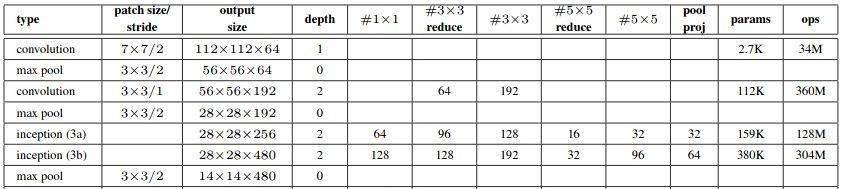 type patch size/ stride output size depth #1×1 #3×3 reduce #3×3 #5×5 reduce #5×5 pool proj params ops
convolution 7×7/2 112×112×64 1 2.7K 34M
max pool 3×3/2 56×56×64 0
convolution 3×3/1 56×56×192 2 64 192 112K 360M
max pool 3×3/2 28×28×192 0
inception (3a) 28×28×256 2 64 96 128 16 32 32 159K 128M
inception (3b) 28×28×480 2 128 128 192 32 96 64 380K 304M
max pool 3×3/2 14×14×480 0